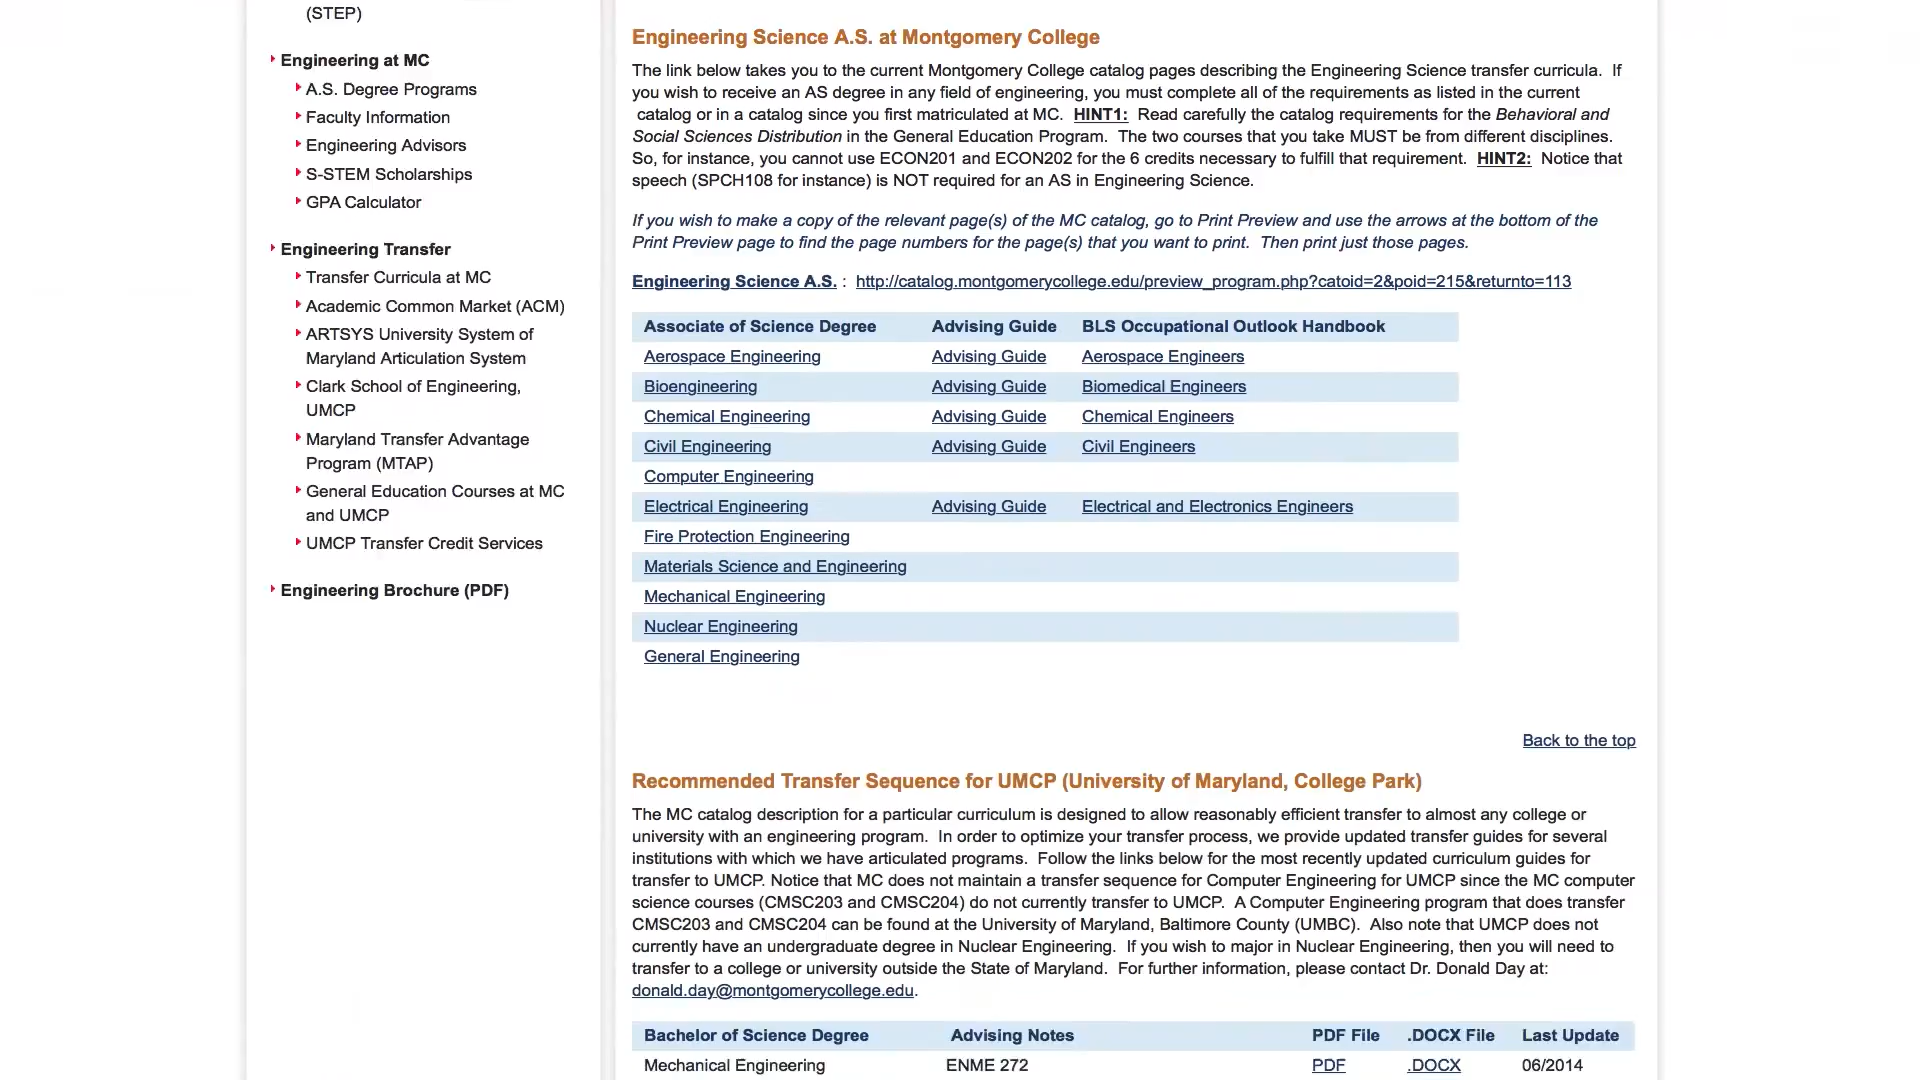 (STEP)
Engineering at MC
A.S. Degree Programs
Faculty Information
Engineering Advisors
S-STEM Scholarships
GPA Calculator
Engineering Transfer
Transfer Curricula at MC
Academic Common Market (ACM)
ARTSYS University System of
Maryland Articulation System
Clark School of Engineering,
UMCP
Maryland Transfer Advantage
Program (MTAP)
General Education Courses at MC
and UMCP
UMCP Transfer Credit Services
Engineering Brochure (PDF)
Engineering Science A.S. at Montgomery College
The link below takes you to the current Montgomery College catalog pages describing the Engineering Science transfer curricula.  If
you wish to receive an AS degree in any field of engineering, you must complete all of the requirements as listed in the current
catalog or in a catalog since you first matriculated at MC.  HINT1:  Read carefully the catalog requirements for the Behavioral and
Social Sciences Distribution in the General Education Program.  The two courses that you take MUST be from different disciplines.
So, for instance, you cannot use ECON201 and ECON202 for the 6 credits necessary to fulfill that requirement.  HINT2:  Notice that
speech (SPCH108 for instance) is NOT required for an AS in Engineering Science.
If you wish to make a copy of the relevant page(s) of the MC catalog, go to Print Preview and use the arrows at the bottom of the
Print Preview page to find the page numbers for the page(s) that you want to print.  Then print just those pages.
Engineering Science A.S. :  http://catalog.montgomerycollege.edu/preview_program.php?catoid=2&poid=215&returnto=113
Associate of Science Degree Advising Guide BLS Occupational Outlook Handbook
Aerospace Engineering Advising Guide Aerospace Engineers
Bioengineering Advising Guide Biomedical Engineers
Chemical Engineering Advising Guide Chemical Engineers
Civil Engineering Advising Guide Civil Engineers
Computer Engineering
Electrical Engineering Advising Guide Electrical and Electronics Engineers
Fire Protection Engineering
Materials Science and Engineering
Mechanical Engineering
Nuclear Engineering
General Engineering
Back to the top
Recommended Transfer Sequence for UMCP (University of Maryland, College Park)
The MC catalog description for a particular curriculum is designed to allow reasonably efficient transfer to almost any college or
university with an engineering program.  In order to optimize your transfer process, we provide updated transfer guides for several
institutions with which we have articulated programs.  Follow the links below for the most recently updated curriculum guides for
transfer to UMCP. Notice that MC does not maintain a transfer sequence for Computer Engineering for UMCP since the MC computer
science courses (CMSC203 and CMSC204) do not currently transfer to UMCP.  A Computer Engineering program that does transfer
CMSC203 and CMSC204 can be found at the University of Maryland, Baltimore County (UMBC).  Also note that UMCP does not
currently have an undergraduate degree in Nuclear Engineering.  If you wish to major in Nuclear Engineering, then you will need to
transfer to a college or university outside the State of Maryland.  For further information, please contact Dr. Donald Day at:
donald.day@montgomerycollege.edu.
Bachelor of Science Degree Advising Notes PDF File .DOCX File Last Update
Mechanical Engineering ENME 272 PDF .DOCX 06/2014